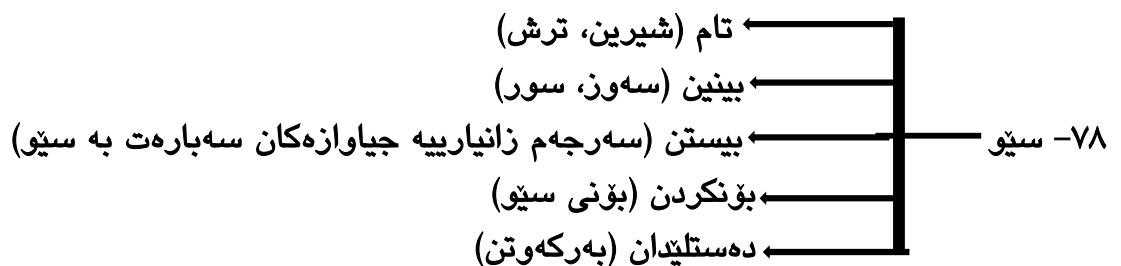 تام (شیرین، ترش)
بینین (سەوز، سور)
٧٨- سێو
بیستن (سەرجەم زانیارییە جیاوازەکان سەبارەت بە سێو)
بۆنکردن (بۆنی سێو)
دەستلێدان (بەرکەوتن)